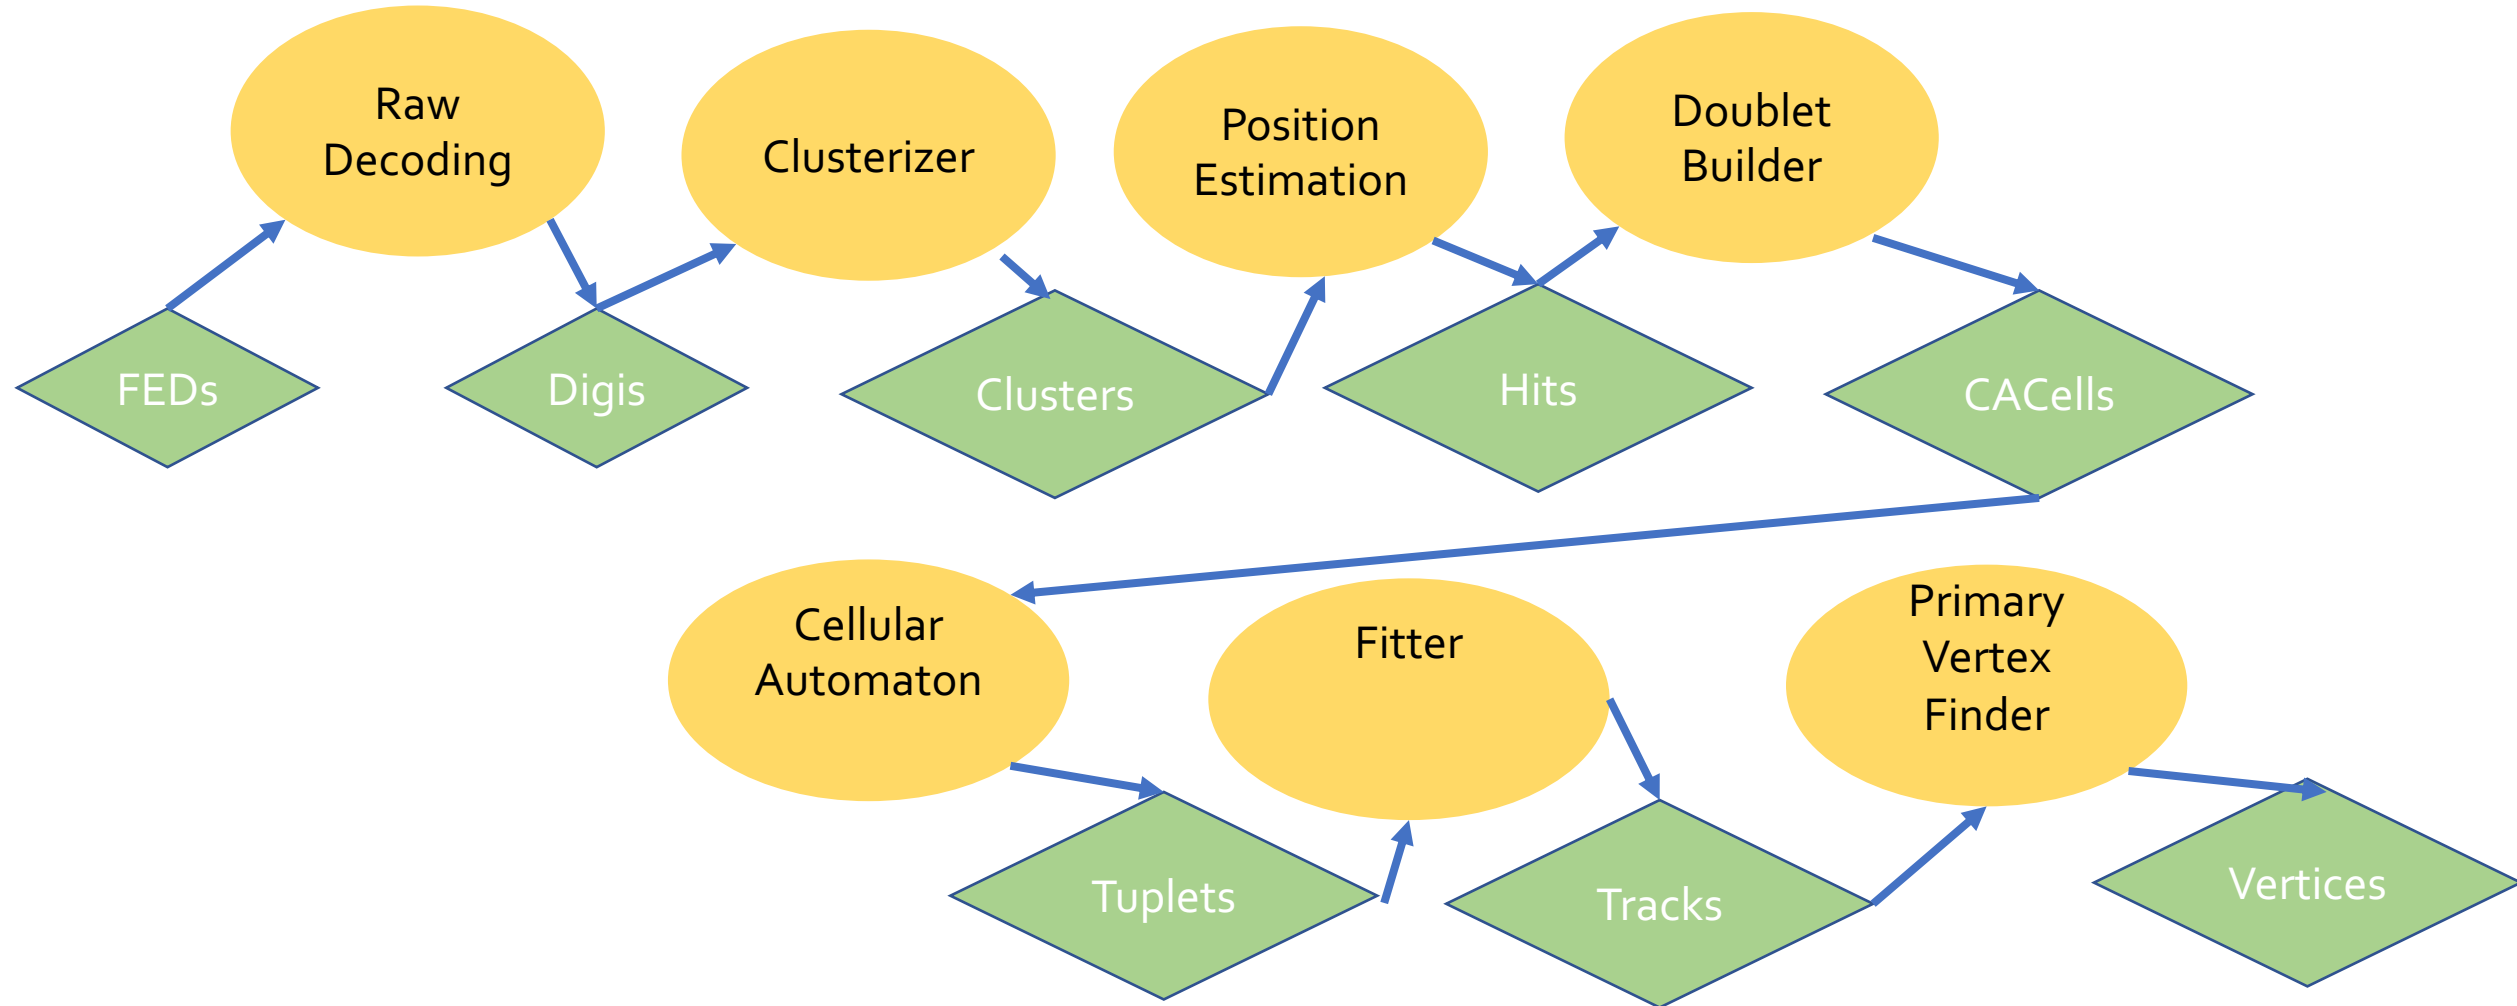 Raw
Decoding
Clusterizer
Position
Estimation
Doublet
Builder
FEDs
Digis
Clusters
Hits
CACells
Cellular
Automaton
Fitter
Primary
Vertex
Finder
Tuplets
Tracks
Vertices